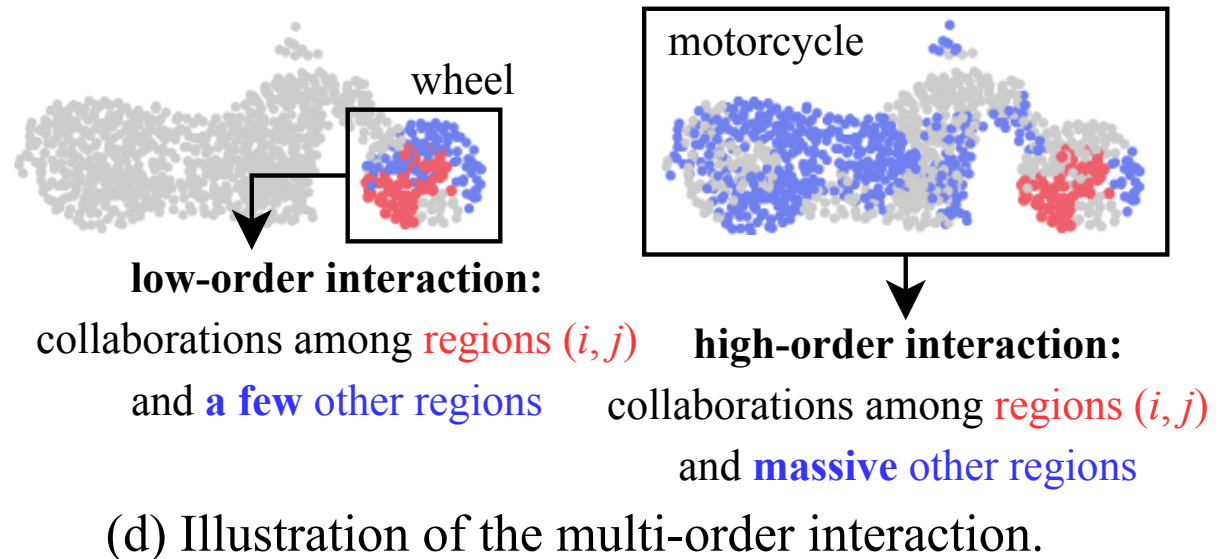 wheel
motorcycle
low-order interaction:
collaborations among regions (i, j)
and a few other regions
high-order interaction:
collaborations among regions (i, j)
and massive other regions
(d) Illustration of the multi-order interaction.